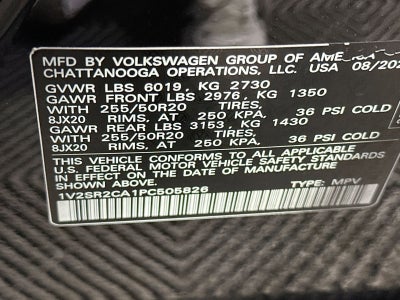 MFD BY VOLKSWAGEN GROUP OF AMERICA
CHATTANOOGA OPERATIONS, LLC. USA 08/202
GVWR LBS 6019, KG 2730
GAWR FRONT LBS 2976, KG 1350
WITH 255/50R20 TIRES,
8JX20 RIMS, AT 250 KPA, 36 PSI COLD
GAWR REAR LBS 3153, KG 1430
WITH 255/50R20 TIRES,
8JX20 RIMS, AT 250 KPA, 36 PSI COLD
THIS VEHICLE CONFORMS TO ALL APPLICABLE
U.S. FEDERAL MOTOR VEHICLE SAFETY STANDARDS
IN EFFECT ON THE DATE OF MANUFACTURE
SHOWN ABOVE.
1V2SR2CA1PC505826 TYPE: MPV